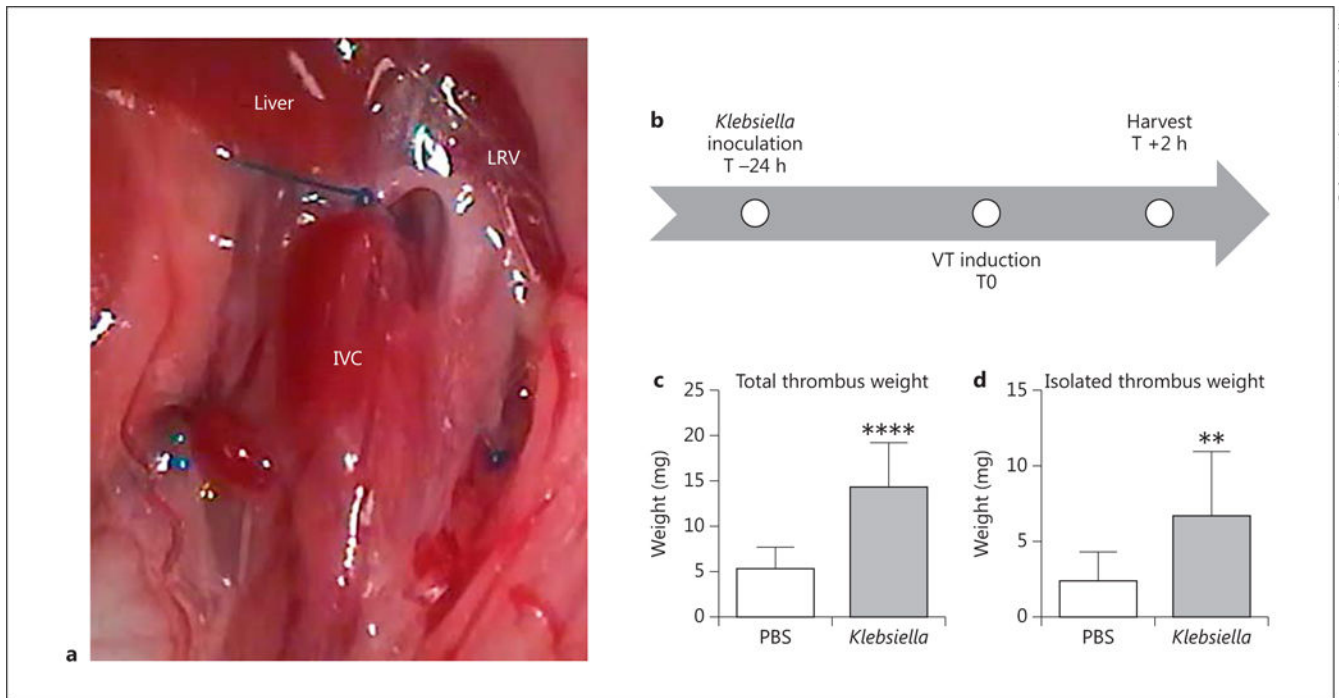 Liver
LRV
IVC
a
b
Klebsiella
inoculation
T –24 h
Harvest
T +2 h
VT induction
T0
c
Total thrombus weight
Weight (mg)
25
20
15
10
5
0
****
PBS
Klebsiella
d
Isolated thrombus weight
Weight (mg)
15
10
5
0
**
PBS
Klebsiella